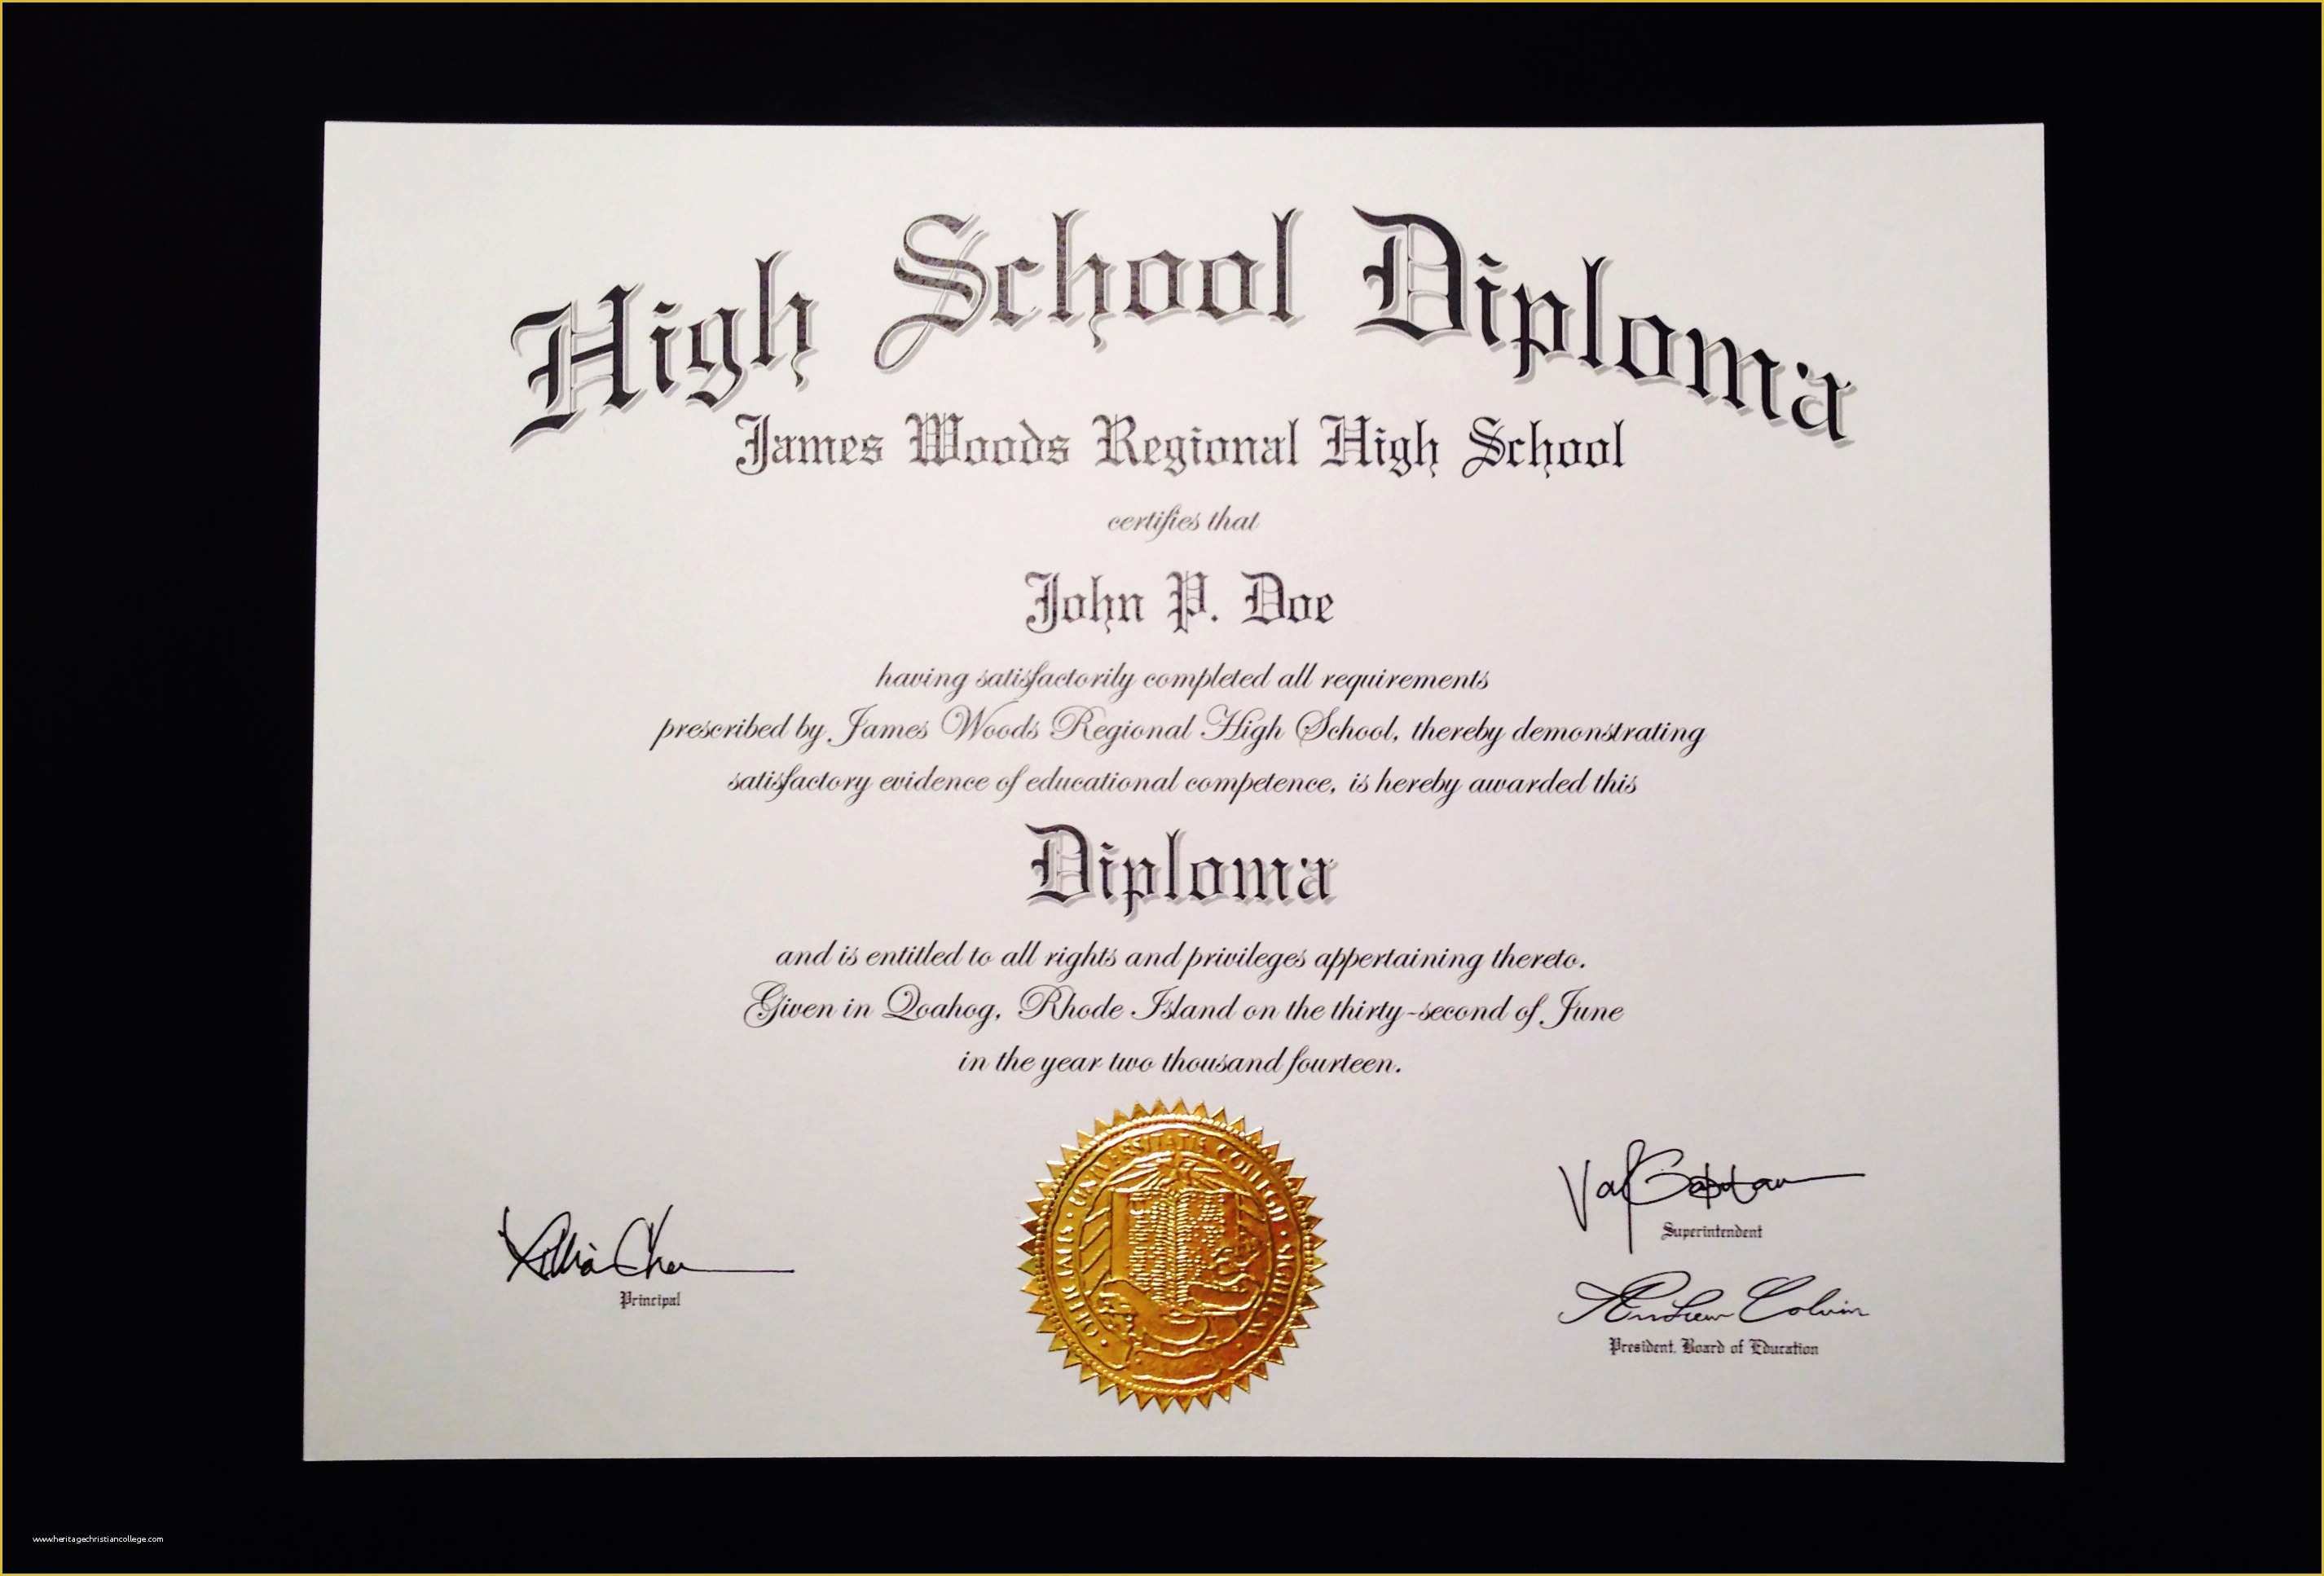 High School Diploma
James Woods Regional High School
certifies that
John P. Doe
having satisfactorily completed all requirements
prescribed by James Woods Regional High School, thereby demonstrating
satisfactory evidence of educational competence, is hereby awarded this
Diploma
and is entitled to all rights and privileges appertaining thereto.
Given in Qoahog, Rhode Island on the thirty-second of June
in the year two thousand fourteen.
Superintendent
Principal
Andrew Colvin
President, Board of Education
www.heritagechristiancollege.com